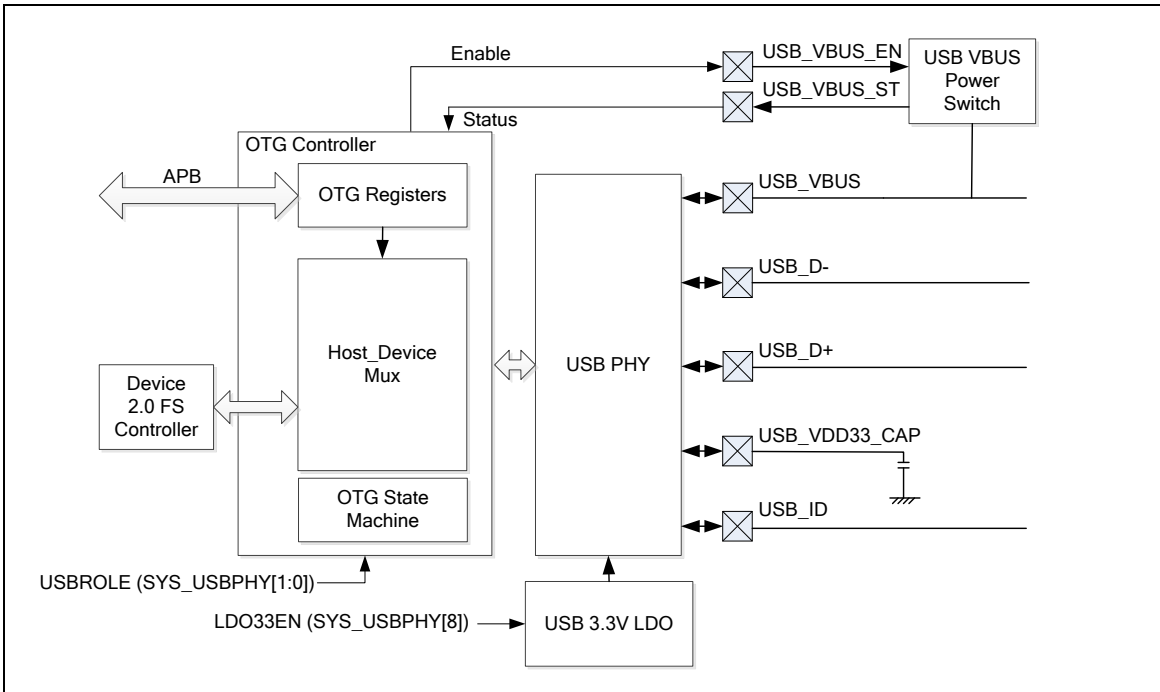 Enable
USB_VBUS_EN
USB VBUS
Power
Switch
USB_VBUS_ST
Status
OTG Controller
APB
OTG Registers
USB_VBUS
USB_D-
Host_Device
Mux
USB PHY
USB_D+
Device
2.0 FS
Controller
USB_VDD33_CAP
OTG State
Machine
USB_ID
USBROLE (SYS_USBPHY[1:0])
LDO33EN (SYS_USBPHY[8])
USB 3.3V LDO